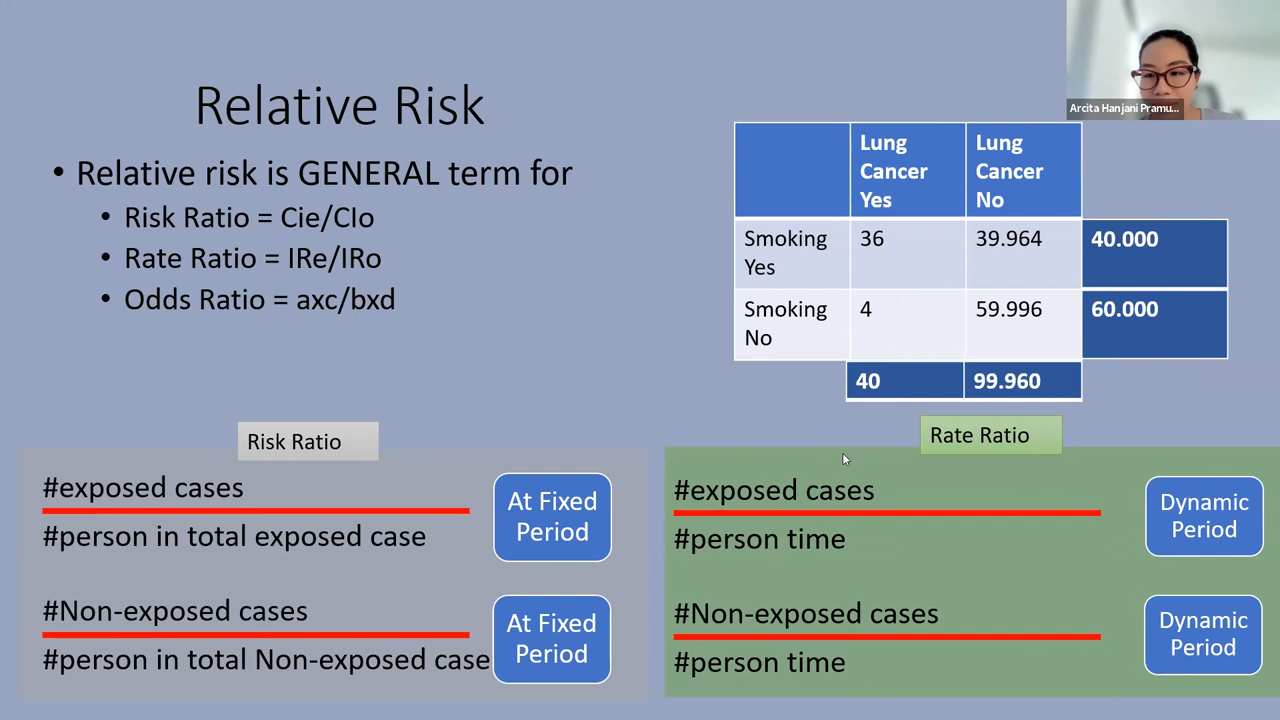 Arcita Hanjani Pramu...
Relative Risk
• Relative risk is GENERAL term for
• Risk Ratio = Cie/CIo
• Rate Ratio = IRe/IRo
• Odds Ratio = axc/bxd
Lung
Cancer
Yes
Lung
Cancer
No
Smoking
Yes
36
39.964
40.000
Smoking
No
4
59.996
60.000
40
99.960
Risk Ratio
#exposed cases
#person in total exposed case
At Fixed
Period
#Non-exposed cases
#person in total Non-exposed case
At Fixed
Period
Rate Ratio
#exposed cases
#person time
Dynamic
Period
#Non-exposed cases
#person time
Dynamic
Period